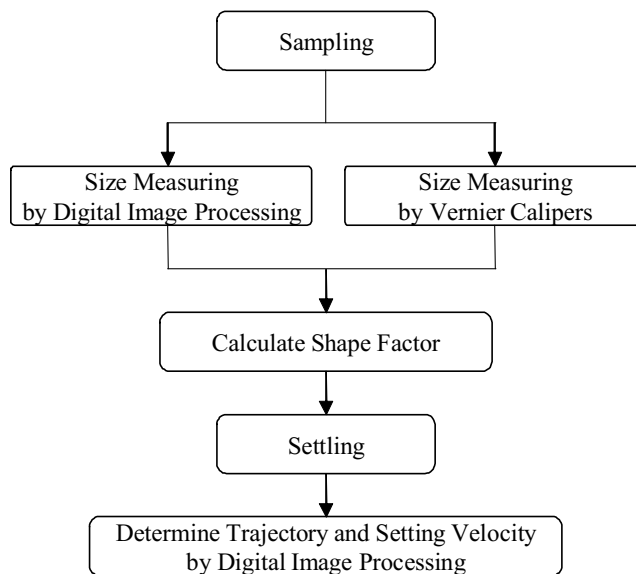 Sampling
Size Measuring
by Digital Image Processing
Size Measuring
by Vernier Calipers
Calculate Shape Factor
Settling
Determine Trajectory and Setting Velocity
by Digital Image Processing